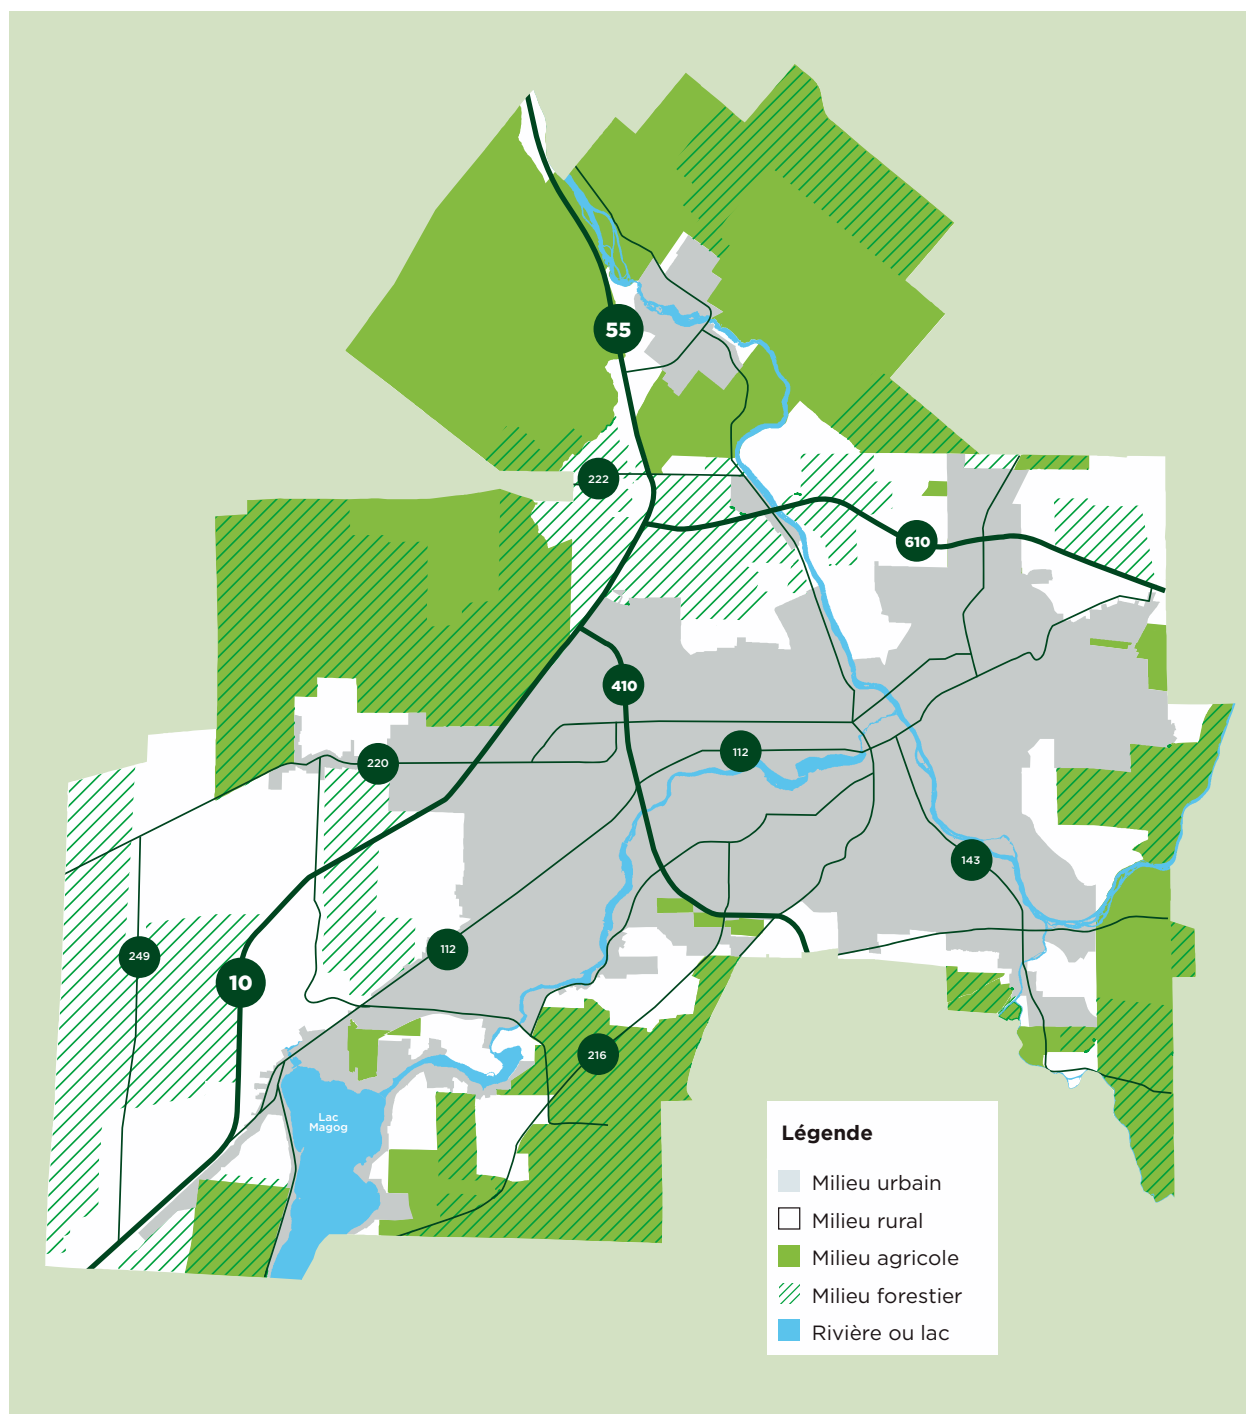 55
222
610
410
112
220
143
112
249
10
216
Lac
Magog
Légende
Milieu urbain
Milieu rural
Milieu agricole
Milieu forestier
Rivière ou lac